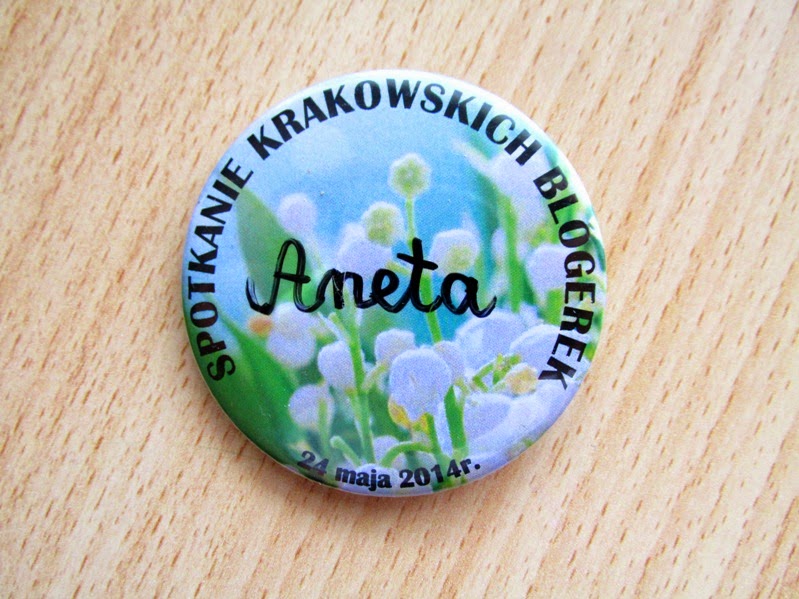 SPOTKANIE KRAKOWSKICH BLOGEREK
Aneta
24 maja 2014r.